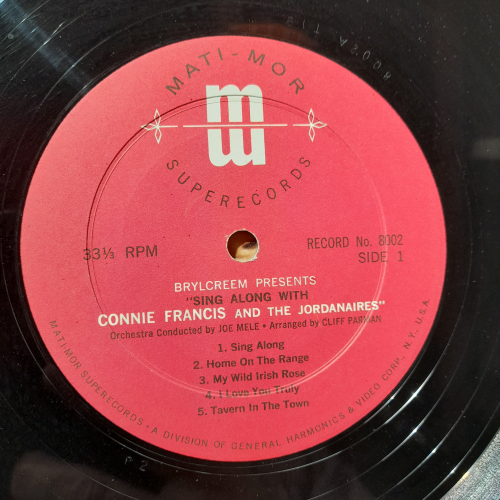 MATI-MOR
SUPERECORDS
33⅓ RPM
RECORD No. 8002
SIDE 1
BRYLCREEM PRESENTS
"SING ALONG WITH
CONNIE FRANCIS AND THE JORDANAIRES"
Orchestra Conducted by JOE MELE • Arranged by CLIFF PARMAN
1. Sing Along
2. Home On The Range
3. My Wild Irish Rose
4. I Love You Truly
5. Tavern In The Town
MATI-MOR SUPERECORDS • A DIVISION OF GENERAL HARMONICS & VIDEO CORP. N.Y. U.S.A.
P 2